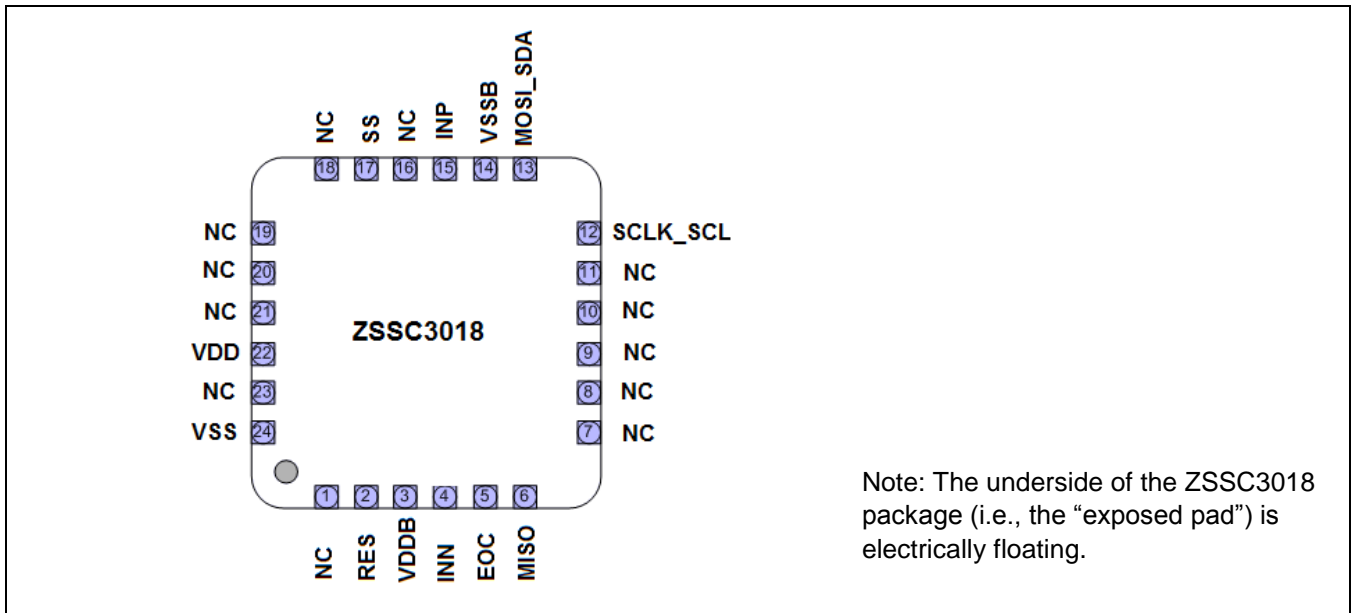 NC SS NC INP VSSB MOSI_SDA
18 17 16 15 14 13
NC 19
NC 20
NC 21
VDD 22
NC 23
VSS 24
ZSSC3018
12 SCLK_SCL
11 NC
10 NC
9 NC
8 NC
7 NC
1 2 3 4 5 6
NC RES VDDB INN EOC MISO
Note: The underside of the ZSSC3018
package (i.e., the “exposed pad”) is
electrically floating.